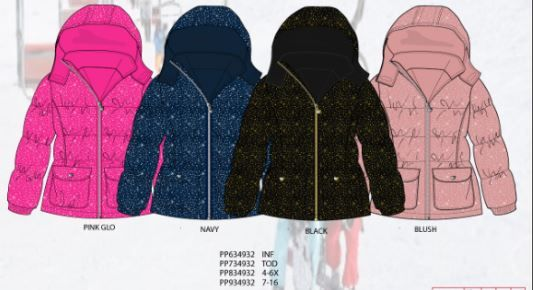 PINK GLO
NAVY
BLACK
BLUSH
PP634932 INF
PP734932 TOD
PP834932 4-6X
PP934932 7-16